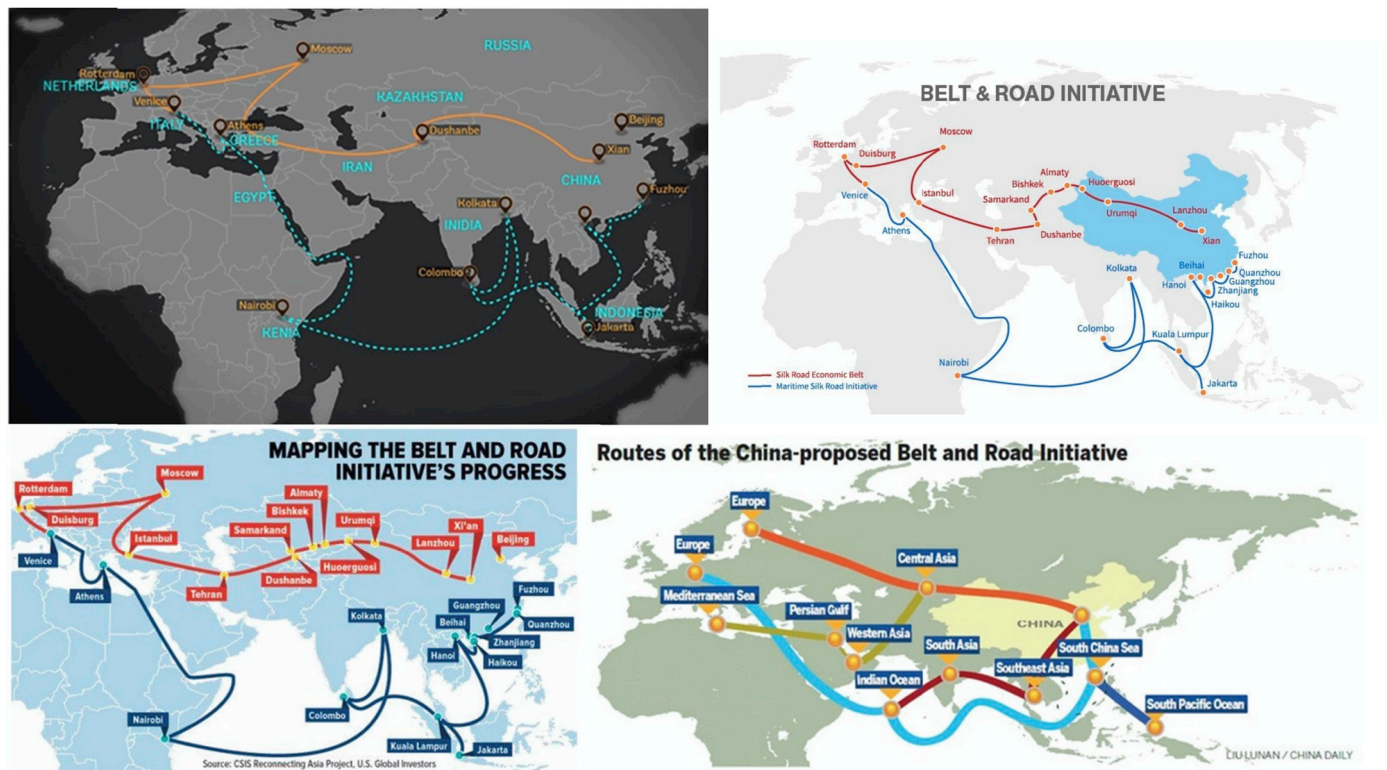 RUSSIA
Moscow
Rotterdam
NETHERLANDS
KAZAKHSTAN
Venice
ITALY
Athens
GREECE
Dushanbe
Beijing
Xian
IRAN
CHINA
EGYPT
Fuzhou
Kolkata
INIDIA
Colombo
Nairobi
KENIA
INDONESIA
Jakarta
BELT & ROAD INITIATIVE
Moscow
Rotterdam
Duisburg
Venice
Istanbul
Athens
Almaty
Bishkek
Huoerguosi
Samarkand
Urumqi
Lanzhou
Xian
Tehran
Dushanbe
Fuzhou
Kolkata
Beihai
Quanzhou
Hanoi
Guangzhou
Zhanjiang
Haikou
Colombo
Kuala Lumpur
Nairobi
Jakarta
Silk Road Economic Belt
Maritime Silk Road Initiative
MAPPING THE BELT AND ROAD
INITIATIVE'S PROGRESS
Moscow
Rotterdam
Duisburg
Almaty
Bishkek
Urumqi
Xi'an
Samarkand
Istanbul
Lanzhou
Beijing
Venice
Huoerguosi
Dushanbe
Athens
Tehran
Fuzhou
Guangzhou
Kolkata
Beihai
Quanzhou
Zhanjiang
Hanoi
Haikou
Colombo
Nairobi
Kuala Lumpur
Jakarta
Source: CSIS Reconnecting Asia Project, U.S. Global Investors
Routes of the China-proposed Belt and Road Initiative
Europe
Europe
Central Asia
Mediterranean Sea
Persian Gulf
Western Asia
CHINA
South Asia
South China Sea
Southeast Asia
Indian Ocean
South Pacific Ocean
LIU LUNAN / CHINA DAILY